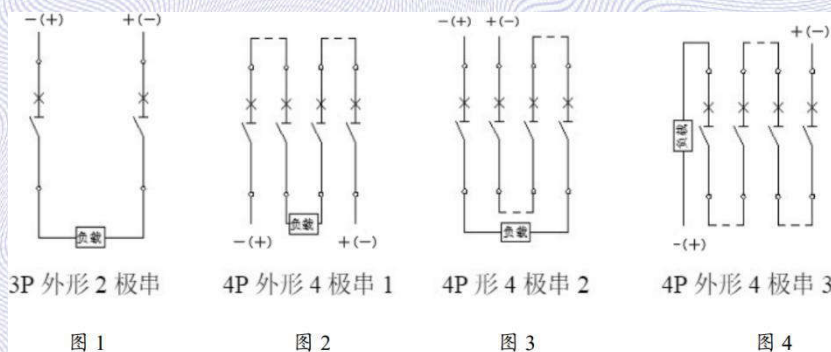 −(+) +(−)
负载
3P 外形 2 极串
图 1
负载
−(+) +(−)
4P 外形 4 极串 1
图 2
−(+) +(−)
负载
4P 形 4 极串 2
图 3
+(−)
负载
-(+)
4P 外形 4 极串 3
图 4